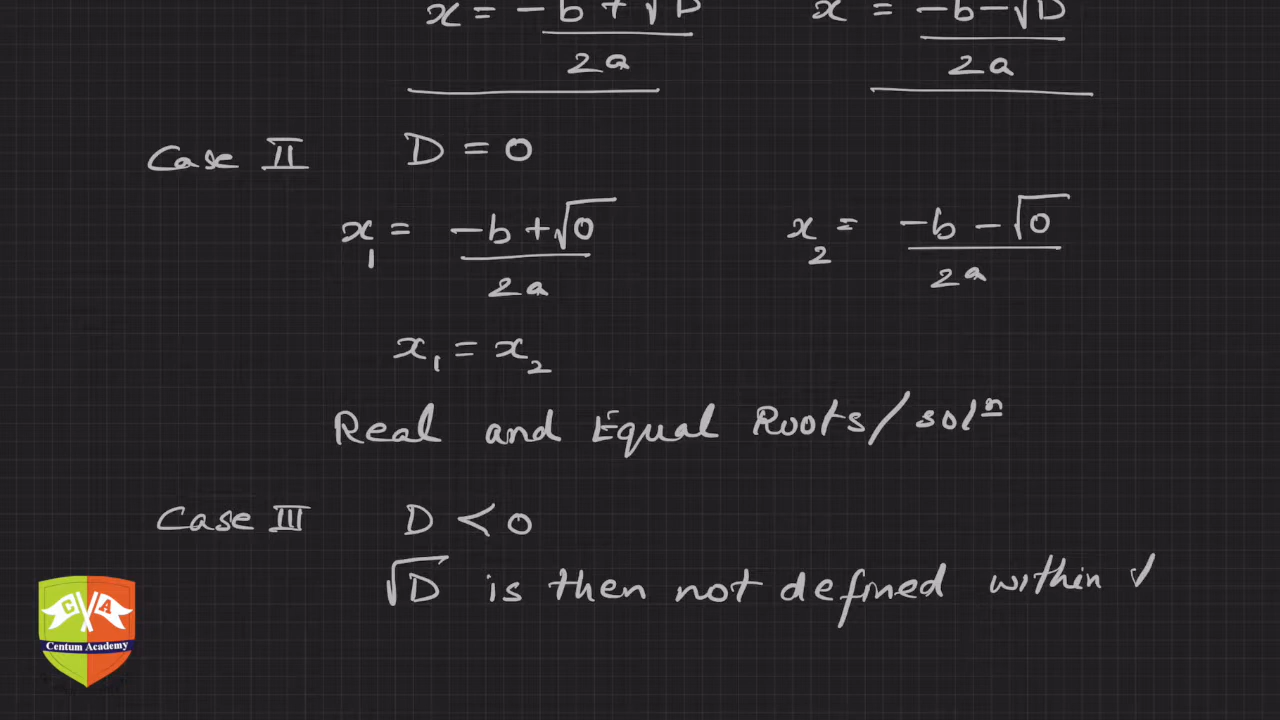 x = -b + √D / 2a    x = -b - √D / 2a
Case II    D = 0
x₁ = -b + √0 / 2a    x₂ = -b - √0 / 2a
x₁ = x₂
Real and Equal Roots/solⁿ
Case III    D < 0
√D is then not defined within
C A
Centum Academy